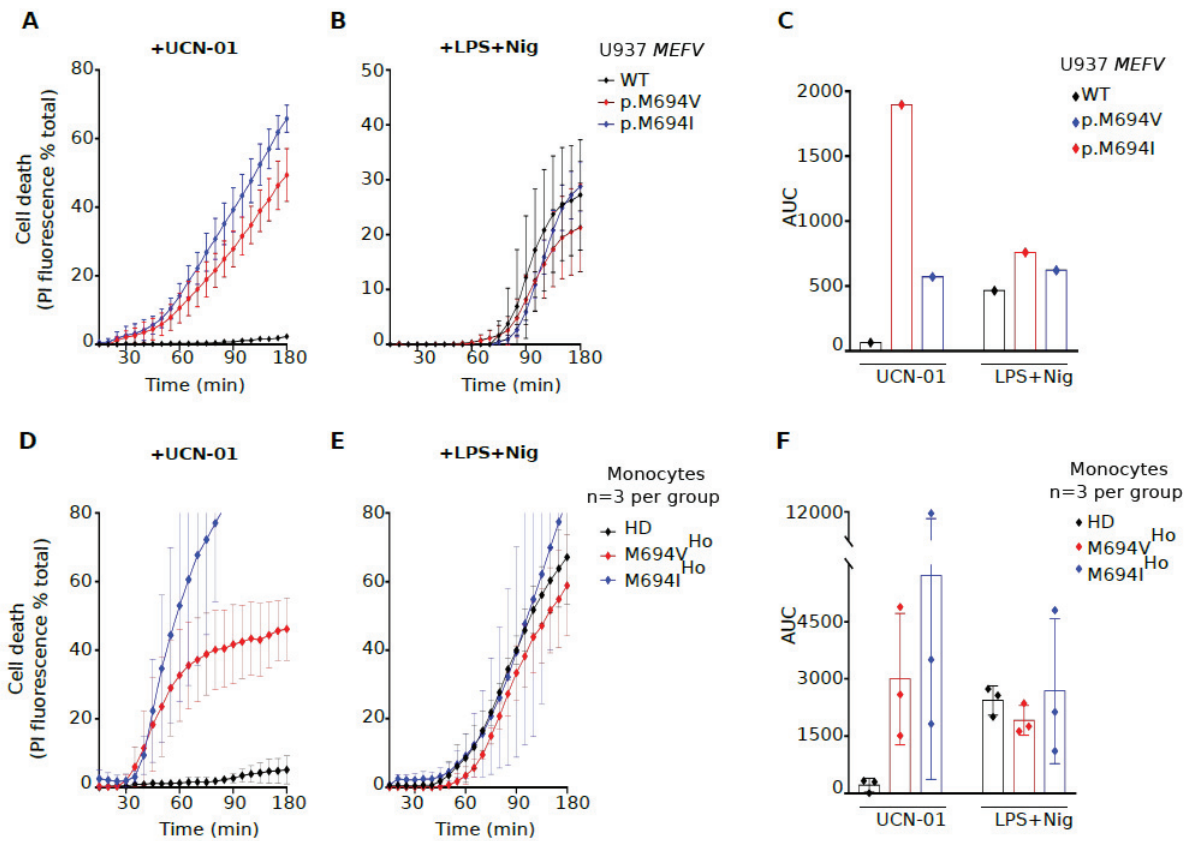 A
+UCN-01
80
60
40
20
0
30
60
90
180
Time (min)
Cell death
(PI fluorescence % total)
B
+LPS+Nig
50
40
30
20
10
0
30
60
90
180
Time (min)
U937 MEFV
WT
p.M694V
p.M694I
C
U937 MEFV
WT
p.M694V
p.M694I
2000
1500
1000
500
0
AUC
UCN-01
LPS+Nig
D
+UCN-01
80
60
40
20
0
30
60
90
180
Time (min)
Cell death
(PI fluorescence % total)
E
+LPS+Nig
80
60
40
20
0
30
60
90
180
Time (min)
Monocytes
n=3 per group
HD
M694V Ho
M694I Ho
F
Monocytes
n=3 per group
HD
M694V Ho
M694I Ho
12000
4500
3000
1500
0
AUC
UCN-01
LPS+Nig